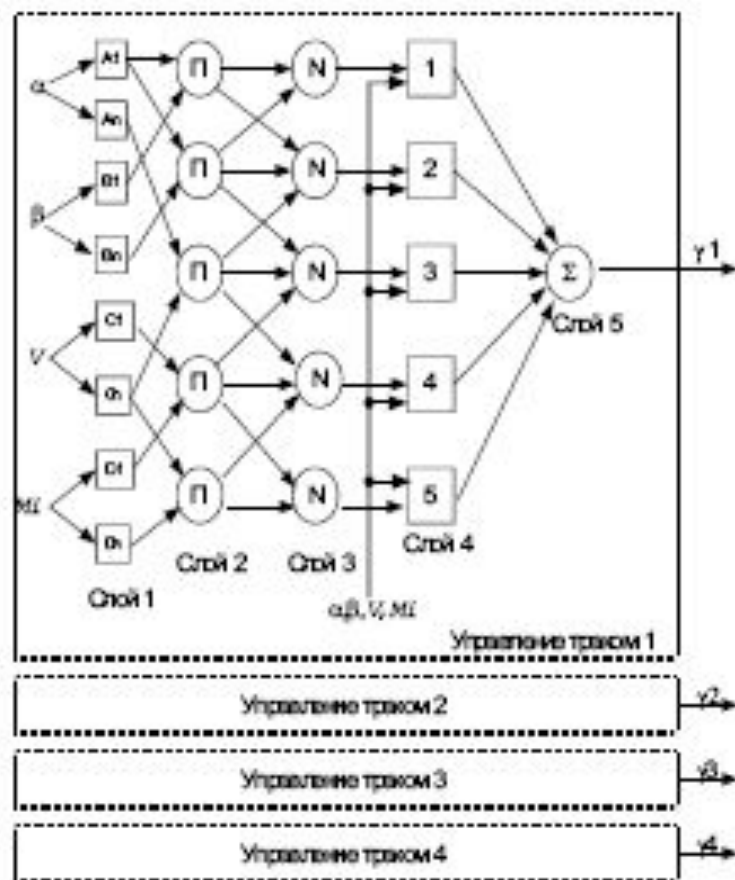 α
β
V
Mi
A1
An
B1
Bn
C1
Cn
D1
Dn
Слой 1
П
П
П
П
П
Слой 2
N
N
N
N
N
Слой 3
1
2
3
4
5
Слой 4
α,β,V,Mi
Σ
Слой 5
γ1
Управление траком 1
Управление траком 2
γ2
Управление траком 3
γ3
Управление траком 4
γ4